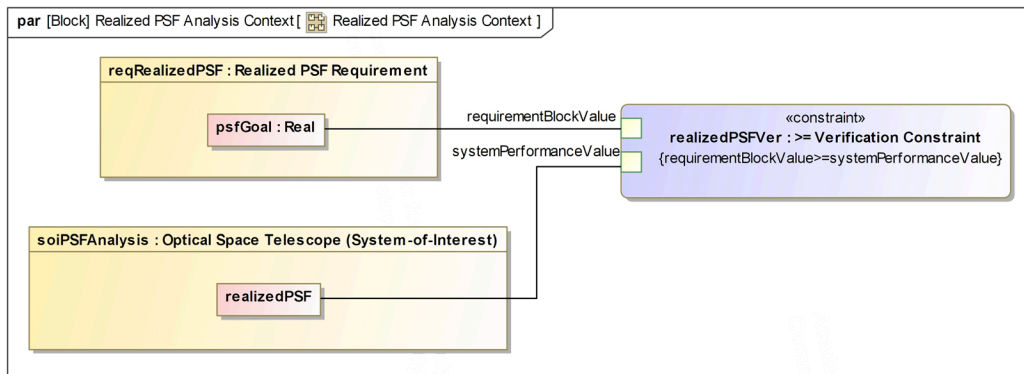 par [Block] Realized PSF Analysis Context [ Realized PSF Analysis Context ]
reqRealizedPSF : Realized PSF Requirement
psfGoal : Real
requirementBlockValue
systemPerformanceValue
«constraint»
realizedPSFVer : >= Verification Constraint
{requirementBlockValue>=systemPerformanceValue}
soiPSFAnalysis : Optical Space Telescope (System-of-Interest)
realizedPSF